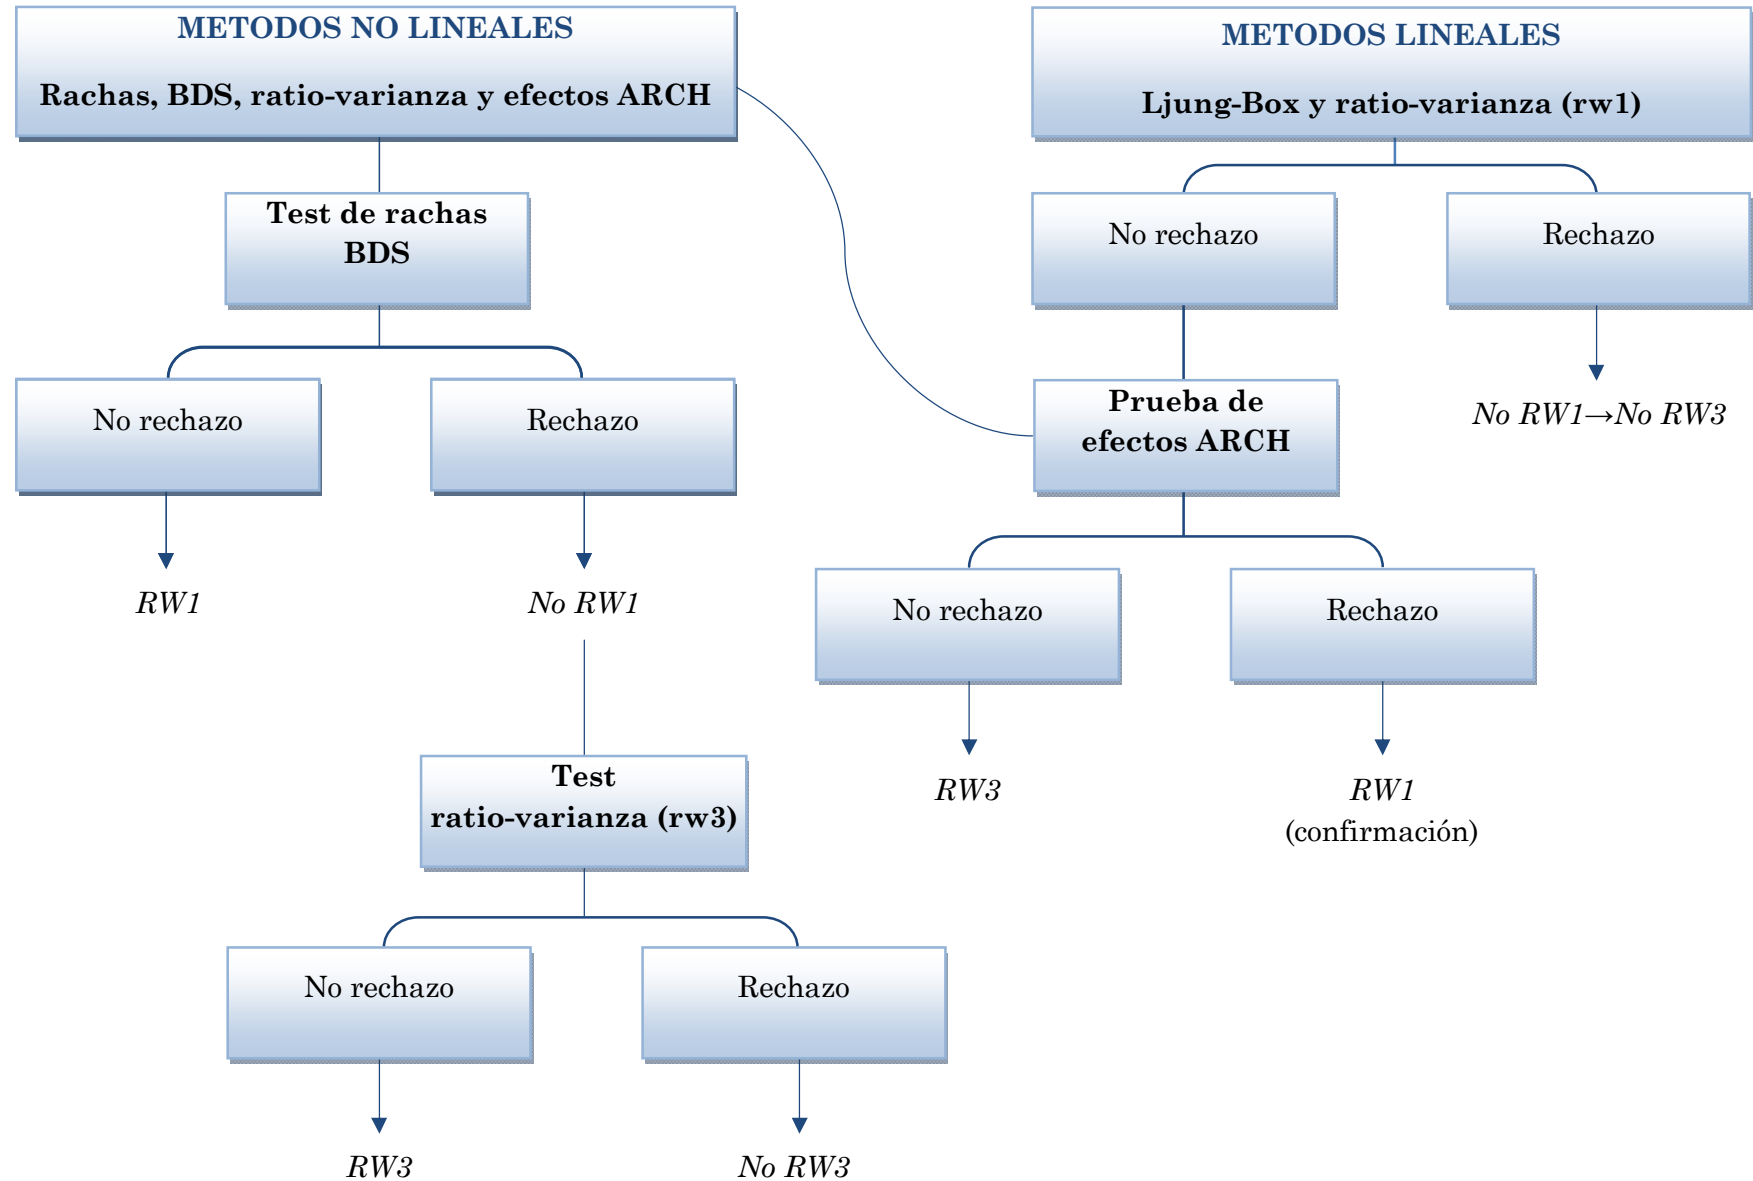 METODOS NO LINEALES
Rachas, BDS, ratio-varianza y efectos ARCH
METODOS LINEALES
Ljung-Box y ratio-varianza (rw1)
Test de rachas
BDS
No rechazo
Rechazo
No rechazo
Rechazo
Prueba de
efectos ARCH
No RW1→No RW3
RW1
No RW1
No rechazo
Rechazo
Test
ratio-varianza (rw3)
RW3
RW1
(confirmación)
No rechazo
Rechazo
RW3
No RW3